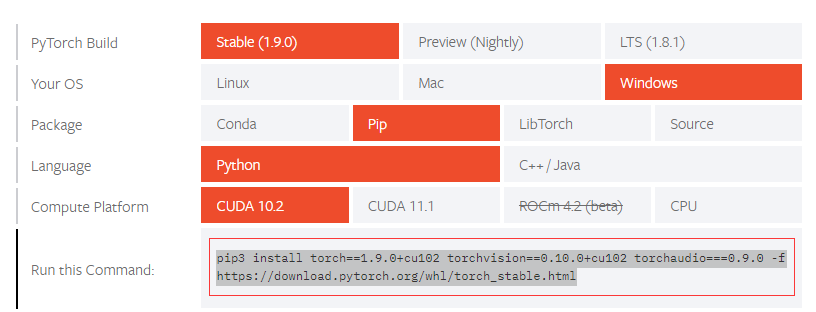 PyTorch Build Stable (1.9.0) Preview (Nightly) LTS (1.8.1)
Your OS Linux Mac Windows
Package Conda Pip LibTorch Source
Language Python C++ / Java
Compute Platform CUDA 10.2 CUDA 11.1 ROCm 4.2 (beta) CPU
Run this Command:
pip3 install torch==1.9.0+cu102 torchvision==0.10.0+cu102 torchaudio===0.9.0 -f
https://download.pytorch.org/whl/torch_stable.html